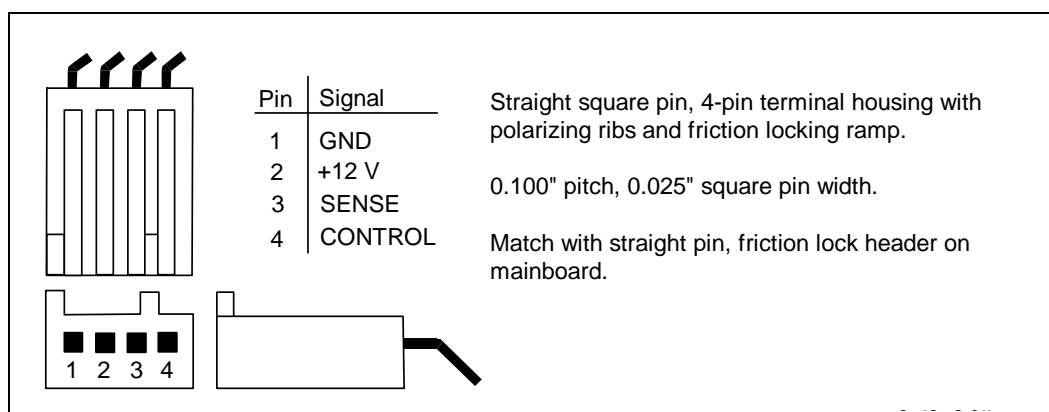 Pin Signal
1 GND
2 +12 V
3 SENSE
4 CONTROL
Straight square pin, 4-pin terminal housing with
polarizing ribs and friction locking ramp.
0.100" pitch, 0.025" square pin width.
Match with straight pin, friction lock header on
mainboard.
1 2 3 4